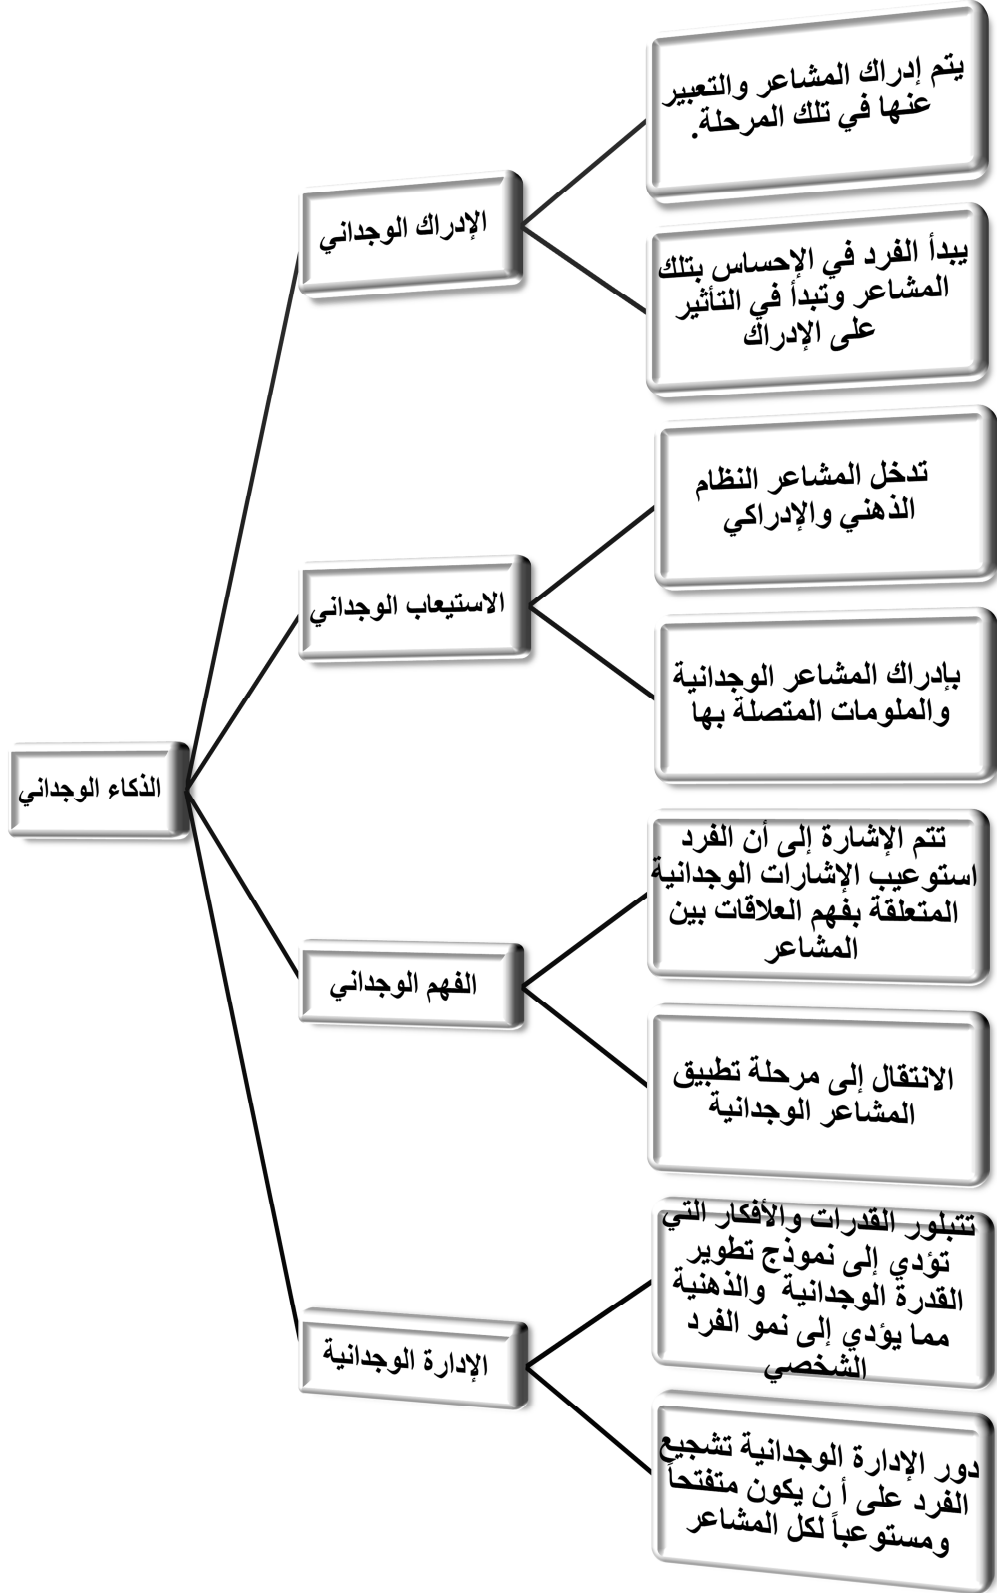 الذكاء الوجداني
الإدراك الوجداني
يتم إدراك المشاعر والتعبير
عنها في تلك المرحلة.
يبدأ الفرد في الإحساس بتلك
المشاعر وتبدأ في التأثير
على الإدراك
الاستيعاب الوجداني
تدخل المشاعر النظام
الذهني والإدراكي
بإدراك المشاعر الوجدانية
والملومات المتصلة بها
الفهم الوجداني
تتم الإشارة إلى أن الفرد
استوعيب الإشارات الوجدانية
المتعلقة بفهم العلاقات بين
المشاعر
الانتقال إلى مرحلة تطبيق
المشاعر الوجدانية
الإدارة الوجدانية
تتبلور القدرات والأفكار التي
تؤدي إلى نموذج تطوير
القدرة الوجدانية والذهنية
مما يؤدي إلى نمو الفرد
الشخصي
دور الإدارة الوجدانية تشجيع
الفرد على أ ن يكون متفتحاً
ومستوعباً لكل المشاعر